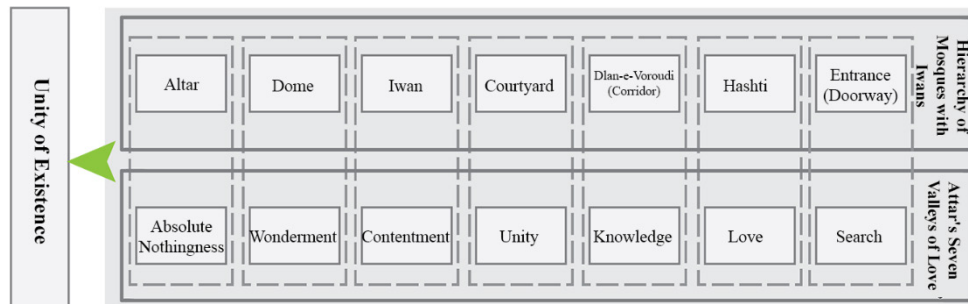 Unity of Existence
Altar
Dome
Iwan
Courtyard
Dlan-e-Voroudi
(Corridor)
Hashti
Entrance
(Doorway)
Hierarchy of
Mosques with
Iwans
Absolute
Nothingness
Wonderment
Contentment
Unity
Knowledge
Love
Search
Attar's Seven
Valleys of Love